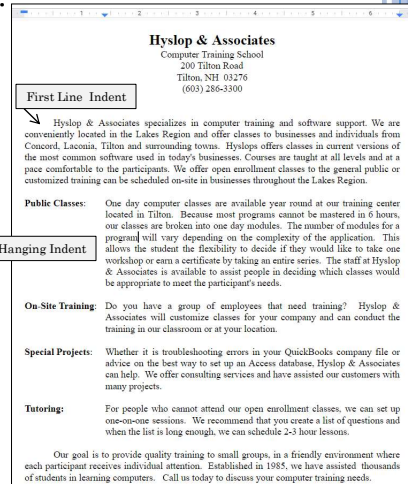 1 2 3 4 5 6
Hyslop & Associates
Computer Training School
200 Tilton Road
Tilton, NH 03276
(603) 286-3300
First Line Indent
Hyslop & Associates specializes in computer training and software support. We are
conveniently located in the Lakes Region and offer classes to businesses and individuals from
Concord, Laconia, Tilton and surrounding towns. Hyslops offers classes in current versions of
the most common software used in today's businesses. Courses are taught at all levels and at a
pace comfortable to the participants. We offer open enrollment classes to the general public or
customized training can be scheduled on-site in businesses throughout the Lakes Region.
Public Classes: One day computer classes are available year round at our training center
located in Tilton. Because most programs cannot be mastered in 6 hours,
our classes are broken into one day modules. The number of modules for a
program will vary depending on the complexity of the application. This
Hanging Indent
allows the student the flexibility to decide if they would like to take one
workshop or earn a certificate by taking an entire series. The staff at Hyslop
& Associates is available to assist people in deciding which classes would
be appropriate to meet the participant's needs.
On-Site Training: Do you have a group of employees that need training? Hyslop &
Associates will customize classes for your company and can conduct the
training in our classroom or at your location.
Special Projects: Whether it is troubleshooting errors in your QuickBooks company file or
advice on the best way to set up an Access database, Hyslop & Associates
can help. We offer consulting services and have assisted our customers with
many projects.
Tutoring: For people who cannot attend our open enrollment classes, we can set up
one-on-one sessions. We recommend that you create a list of questions and
when the list is long enough, we can schedule 2-3 hour lessons.
Our goal is to provide quality training to small groups, in a friendly environment where
each participant receives individual attention. Established in 1985, we have assisted thousands
of students in learning computers. Call us today to discuss your computer training needs.